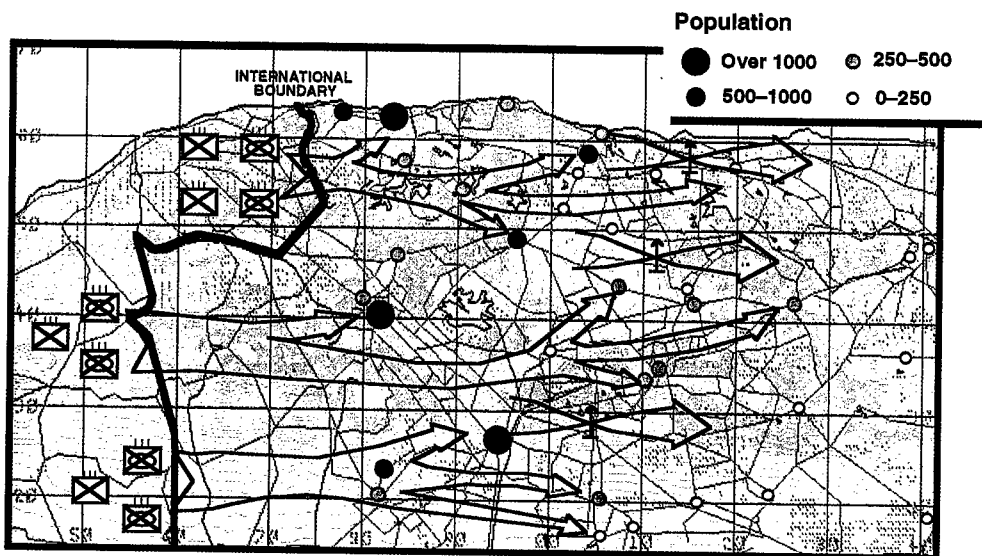 Population
Over 1000
250–500
500–1000
0–250
INTERNATIONAL
BOUNDARY